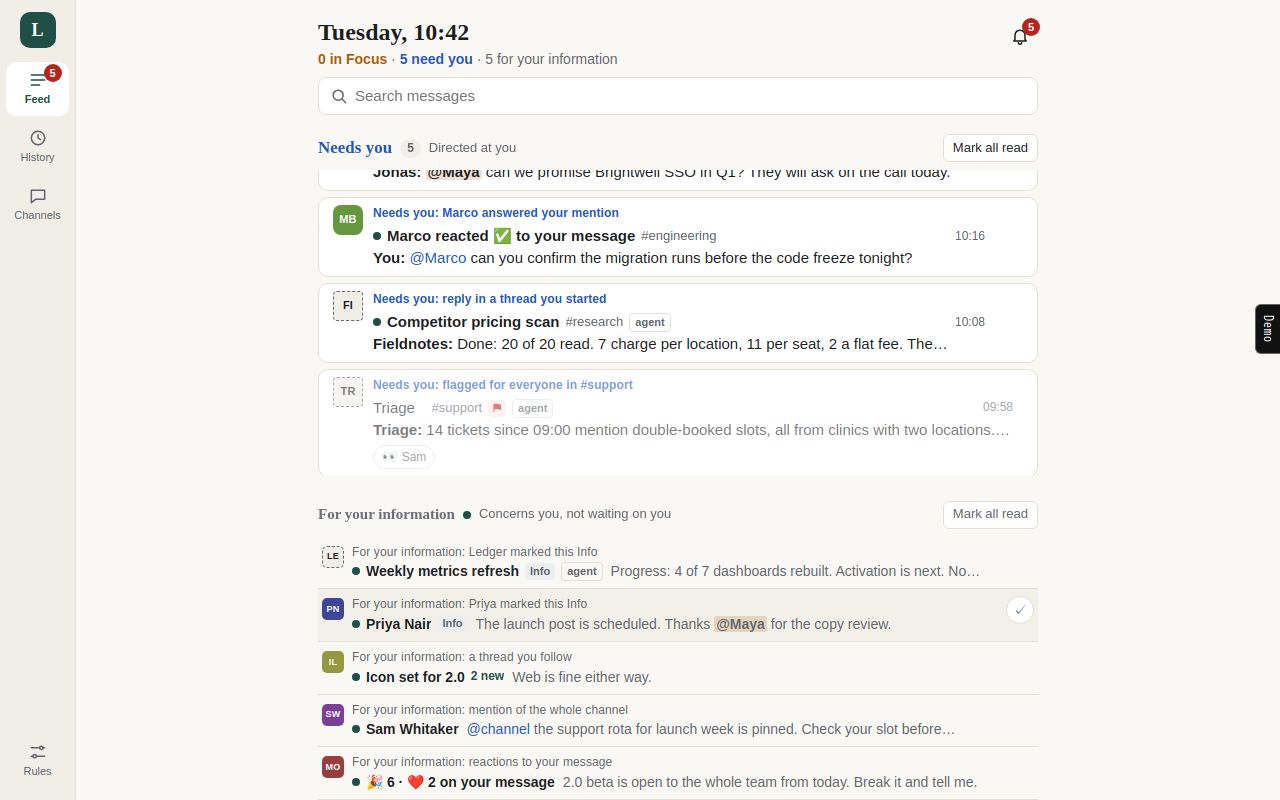 L
5
Feed
History
Channels
Rules
Tuesday, 10:42
5
0 in Focus · 5 need you · 5 for your information
Search messages
Needs you 5 Directed at you Mark all read
Jonas: @Maya can we promise Brightwell SSO in Q1? They will ask on the call today.
MB
Needs you: Marco answered your mention
Marco reacted ✅ to your message #engineering 10:16
You: @Marco can you confirm the migration runs before the code freeze tonight?
FI
Needs you: reply in a thread you started
Competitor pricing scan #research agent 10:08
Fieldnotes: Done: 20 of 20 read. 7 charge per location, 11 per seat, 2 a flat fee. The…
TR
Needs you: flagged for everyone in #support
Triage #support agent 09:58
Triage: 14 tickets since 09:00 mention double-booked slots, all from clinics with two locations.…
👀 Sam
For your information Concerns you, not waiting on you Mark all read
LE
For your information: Ledger marked this Info
Weekly metrics refresh Info agent Progress: 4 of 7 dashboards rebuilt. Activation is next. No…
PN
For your information: Priya marked this Info
Priya Nair Info The launch post is scheduled. Thanks @Maya for the copy review.
✓
IL
For your information: a thread you follow
Icon set for 2.0 2 new Web is fine either way.
SW
For your information: mention of the whole channel
Sam Whitaker @channel the support rota for launch week is pinned. Check your slot before…
MO
For your information: reactions to your message
🎉 6 · ❤️ 2 on your message 2.0 beta is open to the whole team from today. Break it and tell me.
Demo